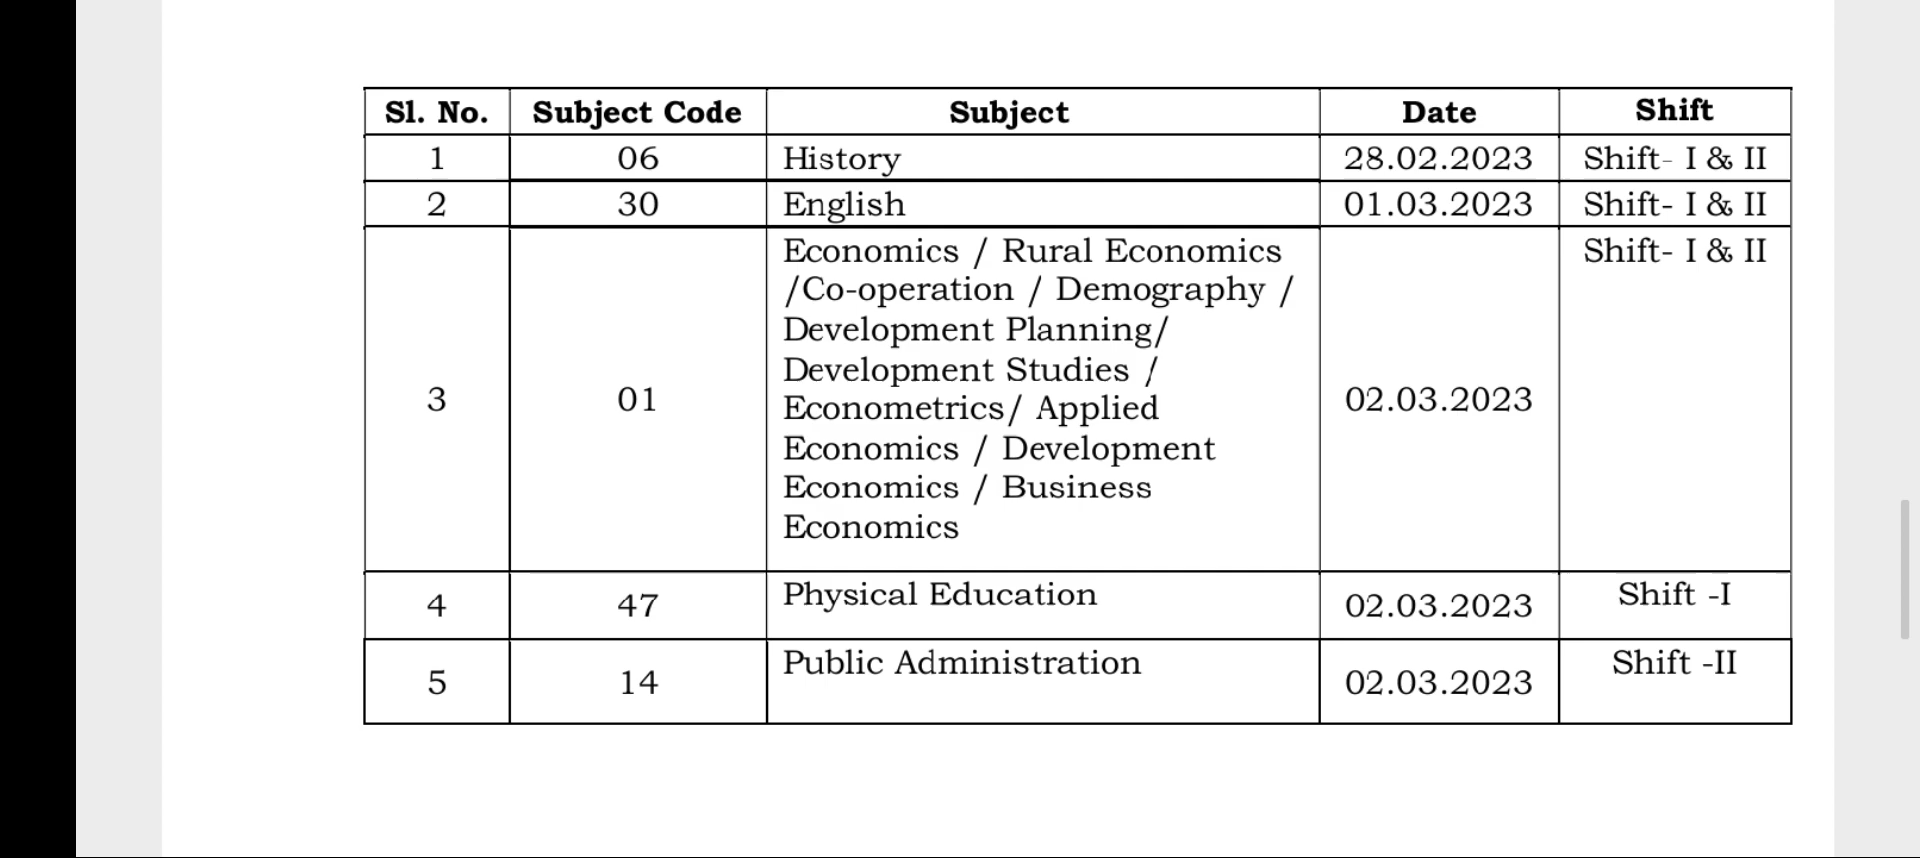 Sl. No. Subject Code Subject Date Shift
1 06 History 28.02.2023 Shift- I & II
2 30 English 01.03.2023 Shift- I & II
3 01 Economics / Rural Economics 02.03.2023 Shift- I & II
/Co-operation / Demography /
Development Planning/
Development Studies /
Econometrics/ Applied
Economics / Development
Economics / Business
Economics
4 47 Physical Education 02.03.2023 Shift -I
5 14 Public Administration 02.03.2023 Shift -II